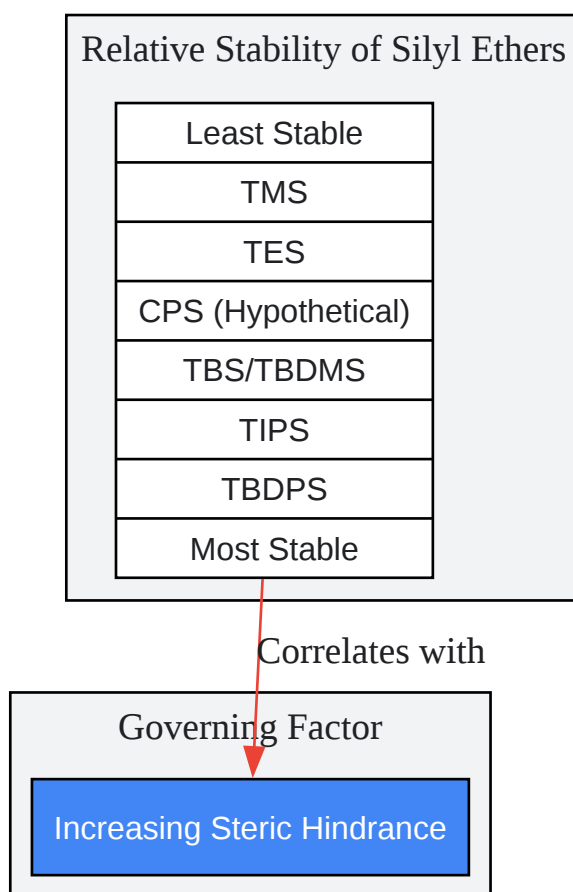 Relative Stability of Silyl Ethers
Least Stable
TMS
TES
CPS (Hypothetical)
TBS/TBDMS
TIPS
TBDPS
Most Stable
Correlates with
Governing Factor
Increasing Steric Hindrance